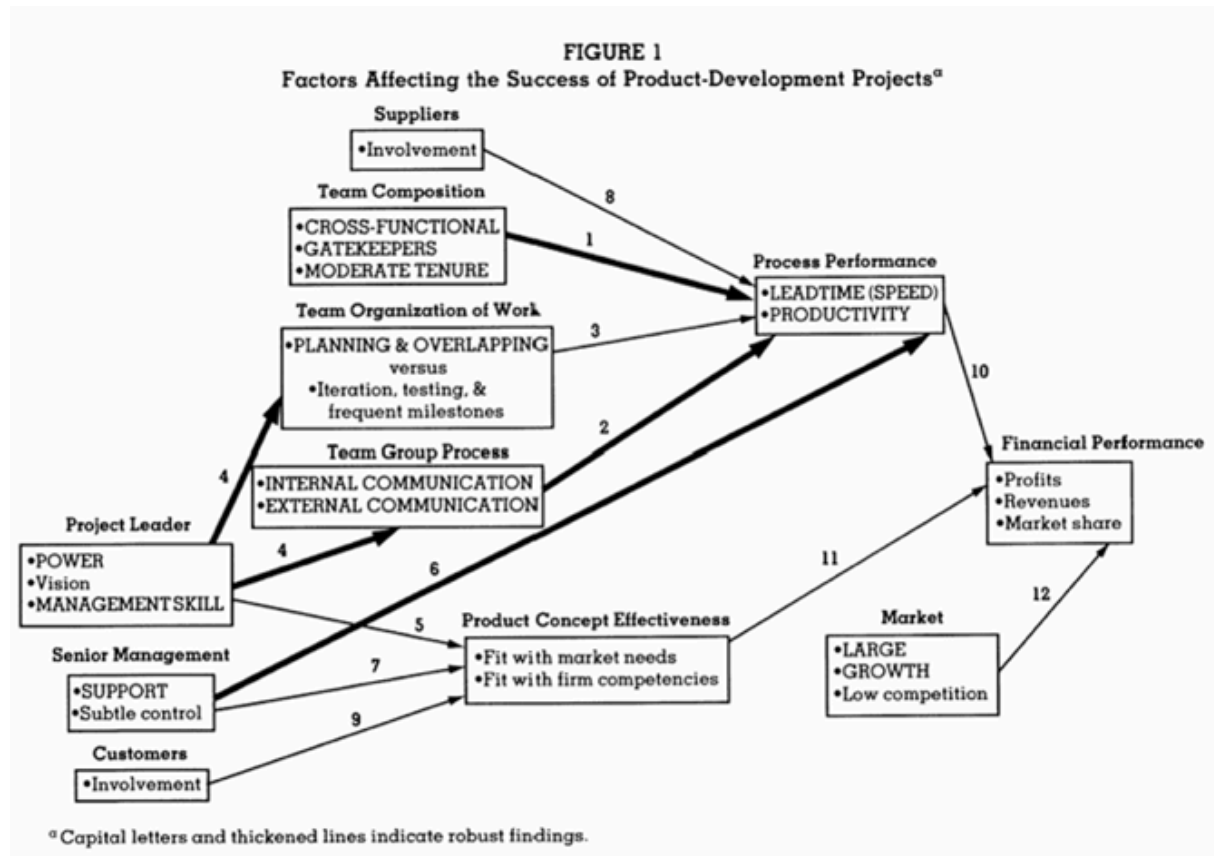 FIGURE 1
Factors Affecting the Success of Product-Development Projectsᵃ
Suppliers
•Involvement
8
Team Composition
•CROSS-FUNCTIONAL
•GATEKEEPERS
•MODERATE TENURE
1
Process Performance
•LEADTIME (SPEED)
•PRODUCTIVITY
Team Organization of Work
•PLANNING & OVERLAPPING
versus
•Iteration, testing, &
frequent milestones
3
10
2
Financial Performance
•Profits
•Revenues
•Market share
Team Group Process
•INTERNAL COMMUNICATION
•EXTERNAL COMMUNICATION
4
Project Leader
•POWER
•Vision
•MANAGEMENT SKILL
4
6
11
12
5
Product Concept Effectiveness
•Fit with market needs
•Fit with firm competencies
Market
•LARGE
•GROWTH
•Low competition
Senior Management
•SUPPORT
•Subtle control
7
9
Customers
•Involvement
ᵃ Capital letters and thickened lines indicate robust findings.